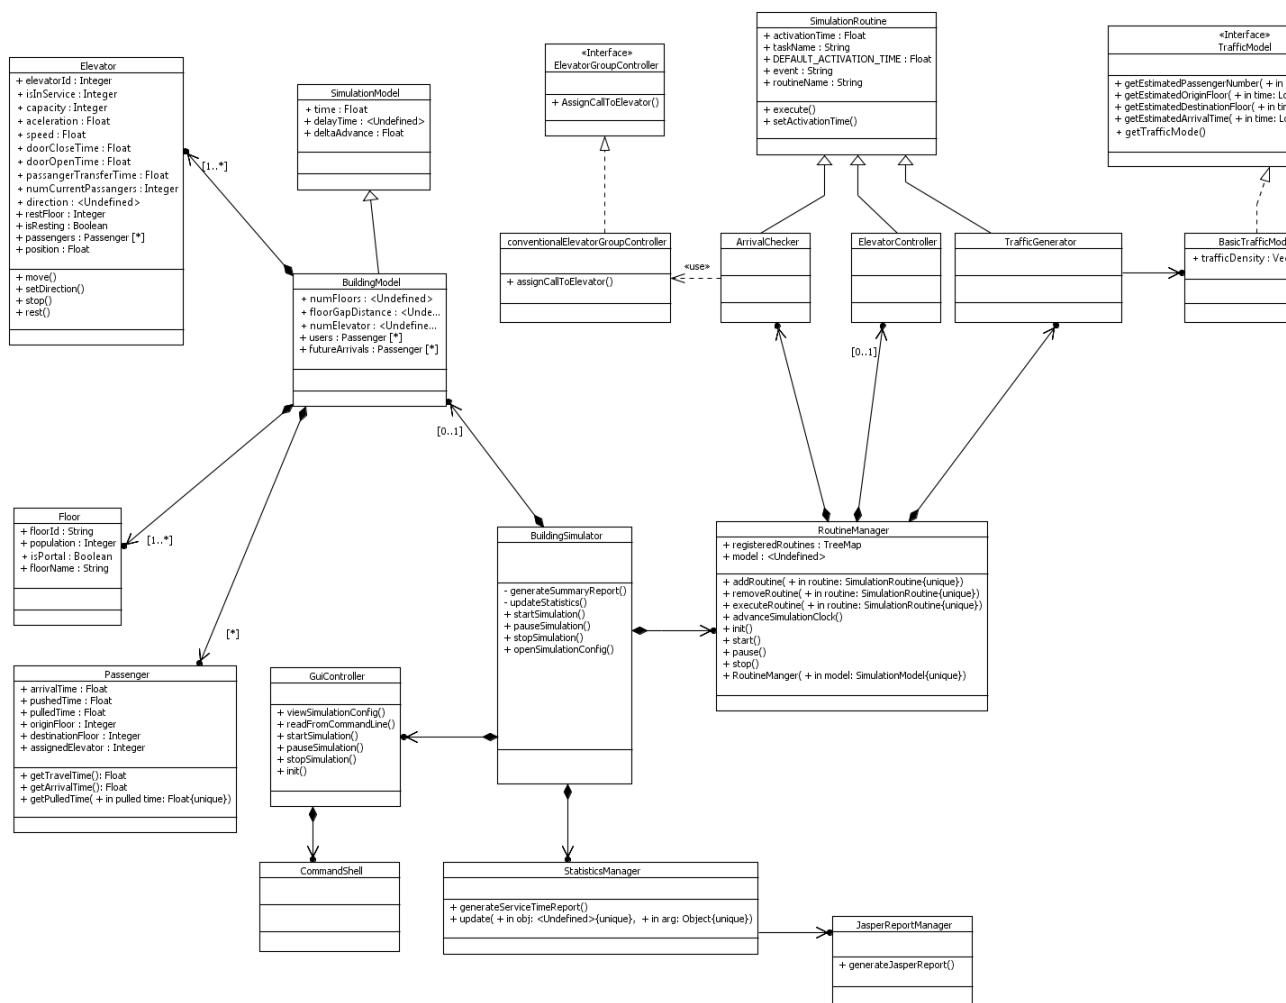 Elevator
+ elevatorId : Integer
+ isInService : Integer
+ capacity : Integer
+ aceleration : Float
+ speed : Float
+ doorCloseTime : Float
+ doorOpenTime : Float
+ passangerTransferTime : Float
+ numCurrentPassangers : Integer
+ direction : <Undefined>
+ restFloor : Integer
+ isResting : Boolean
+ passengers : Passenger [*]
+ position : Float
+ move()
+ setDirection()
+ stop()
+ rest()
[1..*]
SimulationModel
+ time : Float
+ delayTime : <Undefined>
+ deltaAdvance : Float
«Interface»
ElevatorGroupController
+ AssignCallToElevator()
SimulationRoutine
+ activationTime : Float
+ taskName : String
+ DEFAULT_ACTIVATION_TIME : Float
+ event : String
+ routineName : String
+ execute()
+ setActivationTime()
«Interface»
TrafficModel
+ getEstimatedPassengerNumber( + in
+ getEstimatedOriginFloor( + in time: Lo
+ getEstimatedDestinationFloor( + in tim
+ getEstimatedArrivalTime( + in time: Lo
+ getTrafficMode()
conventionalElevatorGroupController
+ assignCallToElevator()
«use»
ArrivalChecker
ElevatorController
TrafficGenerator
BasicTrafficMod
+ trafficDensity : Vec
BuildingModel
+ numFloors : <Undefined>
+ floorGapDistance : <Unde...
+ numElevator : <Undefine...
+ users : Passenger [*]
+ futureArrivals : Passenger [*]
[0..1]
[0..1]
Floor
+ floorId : String
+ population : Integer
+ isPortal : Boolean
+ floorName : String
[1..*]
[*]
BuildingSimulator
- generateSummaryReport()
- updateStatistics()
+ startSimulation()
+ pauseSimulation()
+ stopSimulation()
+ openSimulationConfig()
RoutineManager
+ registeredRoutines : TreeMap
+ model : <Undefined>
+ addRoutine( + in routine: SimulationRoutine{unique})
+ removeRoutine( + in routine: SimulationRoutine{unique})
+ executeRoutine( + in routine: SimulationRoutine{unique})
+ advanceSimulationClock()
+ init()
+ start()
+ pause()
+ stop()
+ RoutineManger( + in model: SimulationModel{unique})
Passenger
+ arrivalTime : Float
+ pushedTime : Float
+ pulledTime : Float
+ originFloor : Integer
+ destinationFloor : Integer
+ assignedElevator : Integer
+ getTravelTime(): Float
+ getArrivalTime(): Float
+ getPulledTime( + in pulled time: Float{unique})
GuiController
+ viewSimulationConfig()
+ readFromCommandLine()
+ startSimulation()
+ pauseSimulation()
+ stopSimulation()
+ init()
CommandShell
StatisticsManager
+ generateServiceTimeReport()
+ update( + in obj: <Undefined>{unique},  + in arg: Object{unique})
JasperReportManager
+ generateJasperReport()